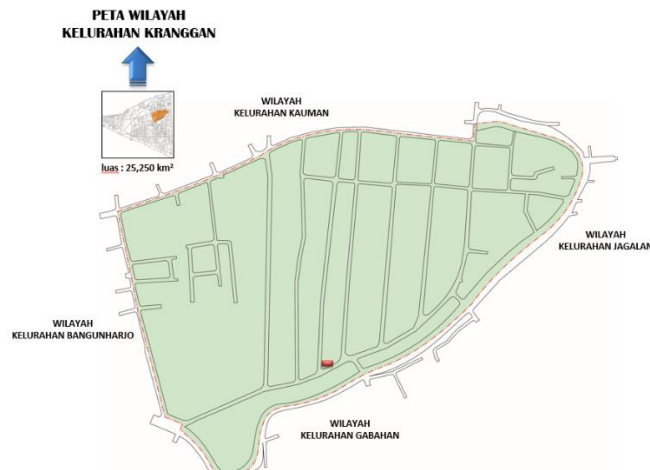 PETA WILAYAH
KELURAHAN KRANGGAN
luas : 25,250 km²
WILAYAH
KELURAHAN KAUMAN
WILAYAH
KELURAHAN JAGALAN
WILAYAH
KELURAHAN BANGUNHARJO
WILAYAH
KELURAHAN GABAHAN